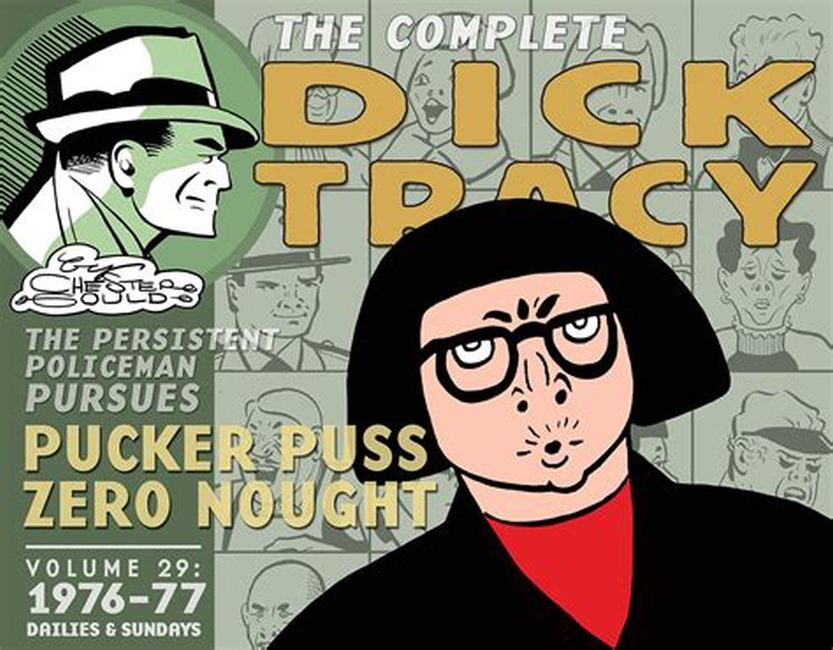 THE COMPLETE
DICK
TRACY
BY
CHESTER
GOULD
THE PERSISTENT
POLICEMAN
PURSUES
PUCKER PUSS
ZERO NOUGHT
VOLUME 29:
1976–77
DAILIES & SUNDAYS